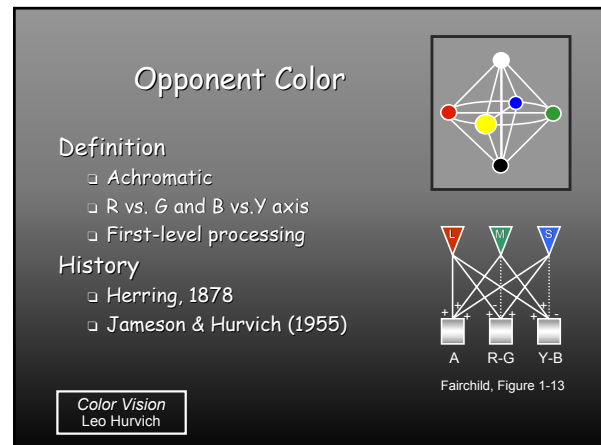 Opponent Color
Definition
❑ Achromatic
❑ R vs. G and B vs.Y axis
❑ First-level processing
History
❑ Herring, 1878
❑ Jameson & Hurvich (1955)
Color Vision
Leo Hurvich
L M S
+ + + + - + + + -
A R-G Y-B
Fairchild, Figure 1-13